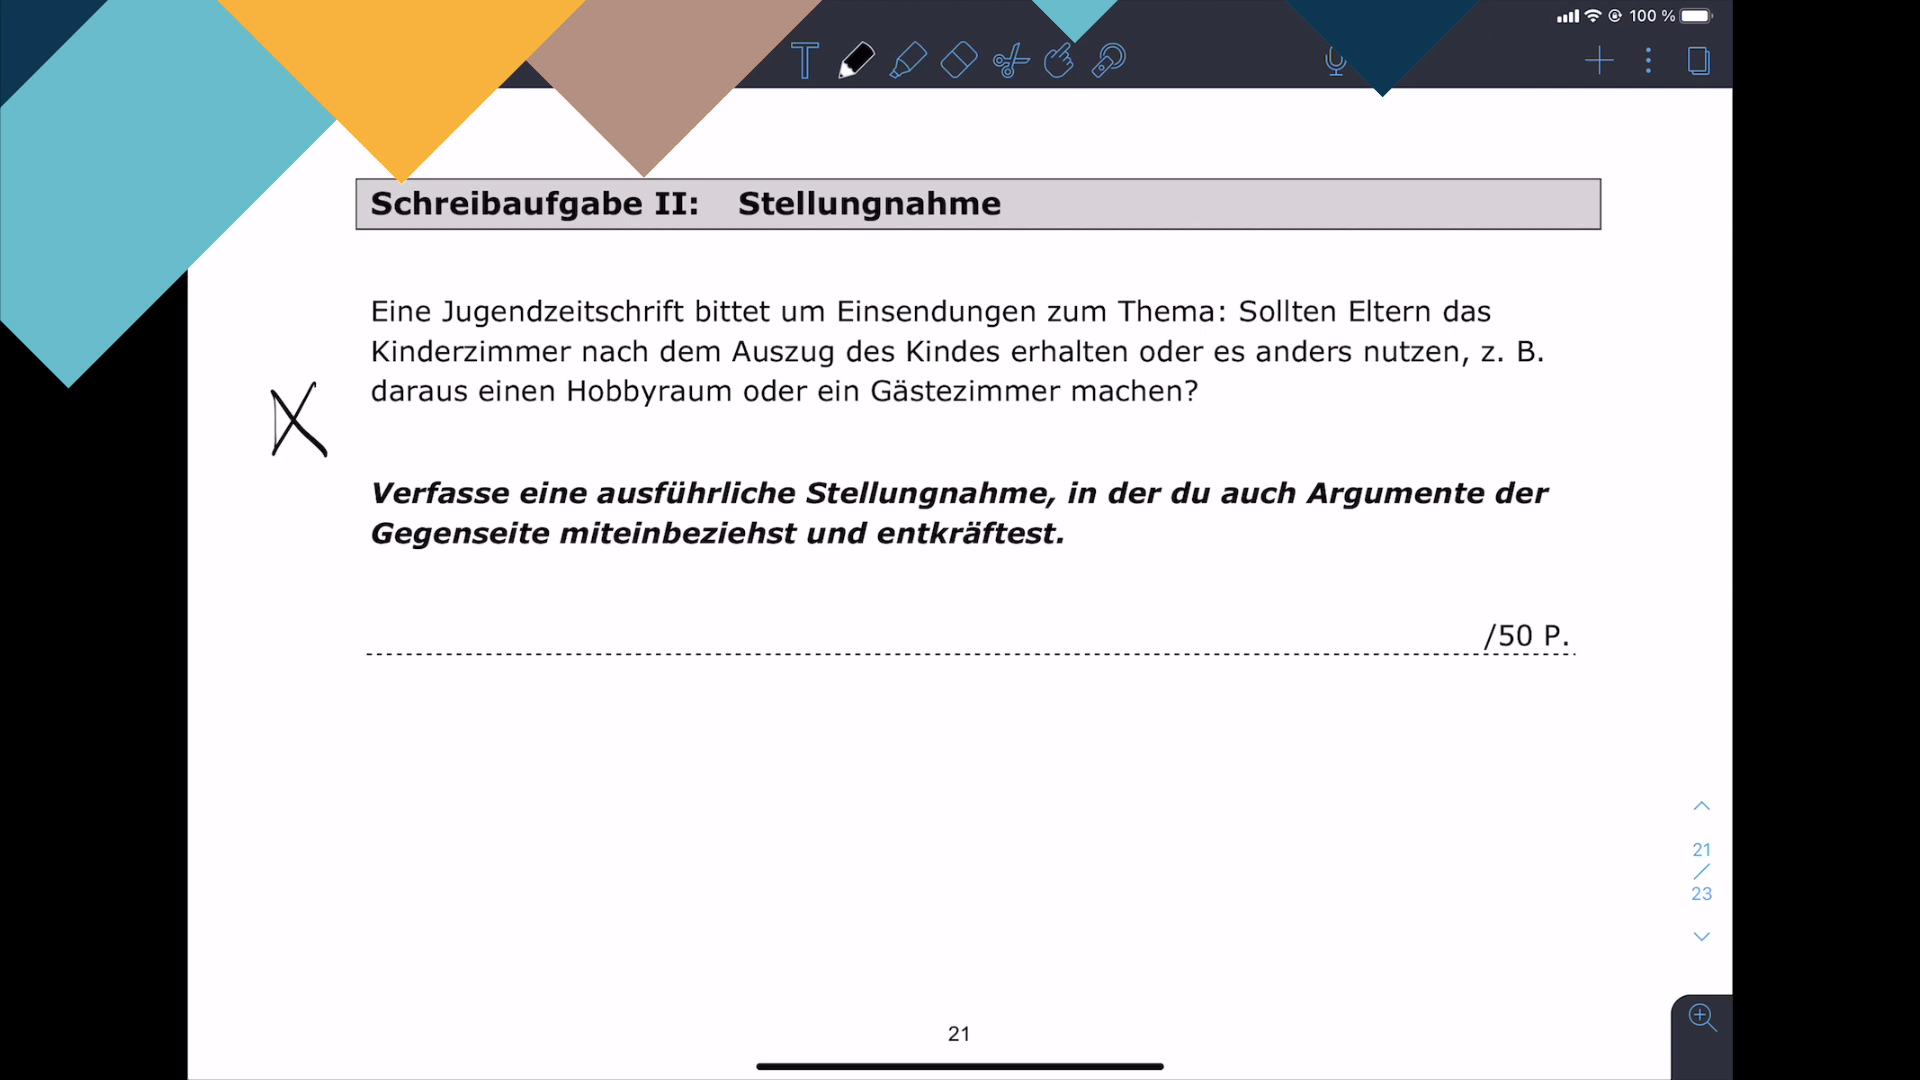 100 %
Schreibaufgabe II: Stellungnahme
Eine Jugendzeitschrift bittet um Einsendungen zum Thema: Sollten Eltern das
Kinderzimmer nach dem Auszug des Kindes erhalten oder es anders nutzen, z. B.
daraus einen Hobbyraum oder ein Gästezimmer machen?
Verfasse eine ausführliche Stellungnahme, in der du auch Argumente der
Gegenseite miteinbeziehst und entkräftest.
/50 P.
21
/
23
21